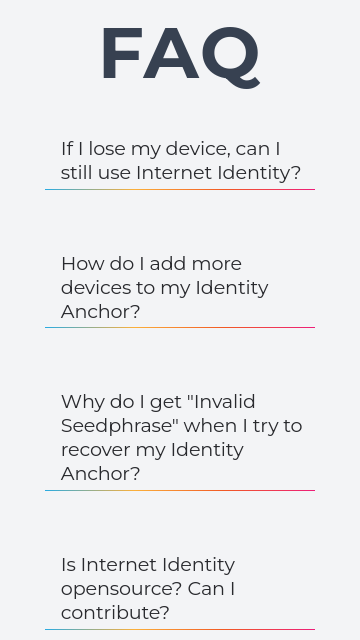 FAQ
If I lose my device, can I
still use Internet Identity?
How do I add more
devices to my Identity
Anchor?
Why do I get "Invalid
Seedphrase" when I try to
recover my Identity
Anchor?
Is Internet Identity
opensource? Can I
contribute?